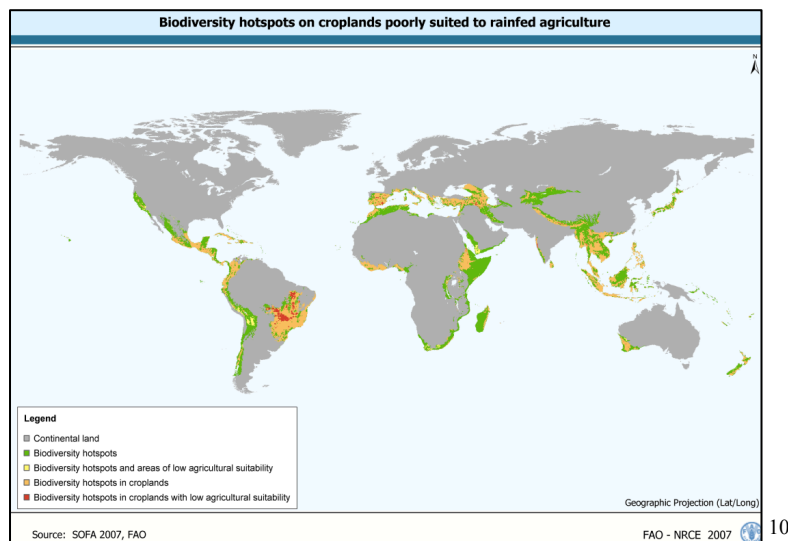 Biodiversity hotspots on croplands poorly suited to rainfed agriculture
N
Legend
Continental land
Biodiversity hotspots
Biodiversity hotspots and areas of low agricultural suitability
Biodiversity hotspots in croplands
Biodiversity hotspots in croplands with low agricultural suitability
Geographic Projection (Lat/Long)
Source: SOFA 2007, FAO
FAO - NRCE 2007
10